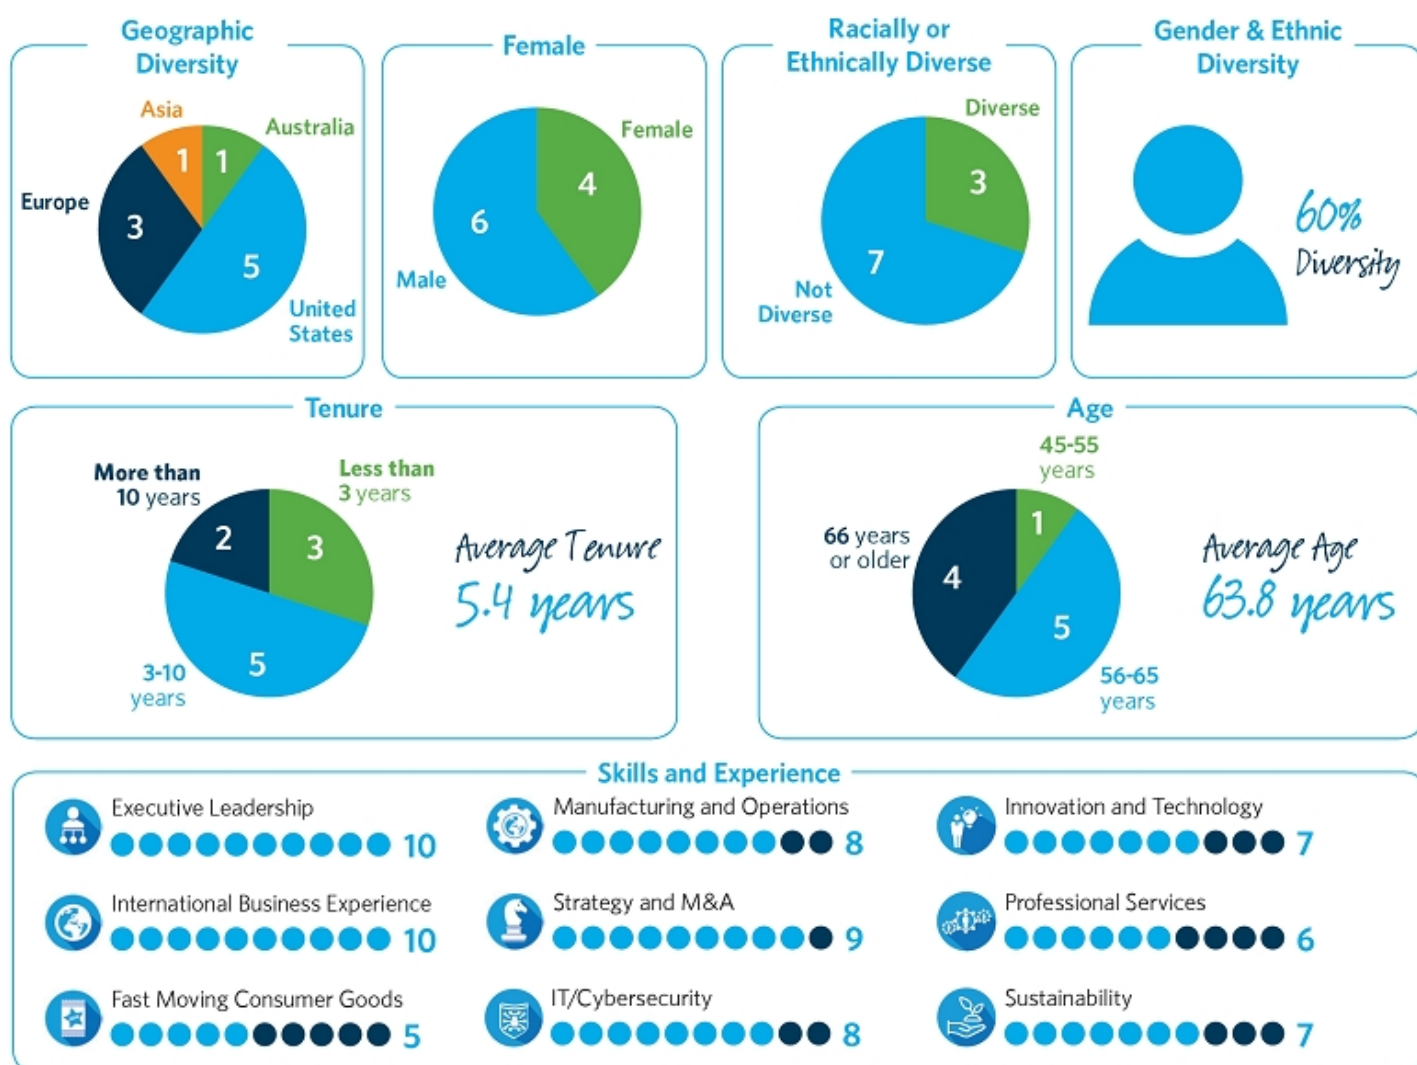 Geographic
Diversity
Asia
Australia
1
1
Europe
3
5
United
States
Female
Female
4
6
Male
Racially or
Ethnically Diverse
Diverse
3
7
Not
Diverse
Gender & Ethnic
Diversity
60%
Diversity
Tenure
More than
10 years
Less than
3 years
2
3
5
3-10
years
Average Tenure
5.4 years
Age
45-55
years
66 years
or older
1
4
5
56-65
years
Average Age
63.8 years
Skills and Experience
Executive Leadership
10
Manufacturing and Operations
8
Innovation and Technology
7
International Business Experience
10
Strategy and M&A
9
Professional Services
6
Fast Moving Consumer Goods
5
IT/Cybersecurity
8
Sustainability
7